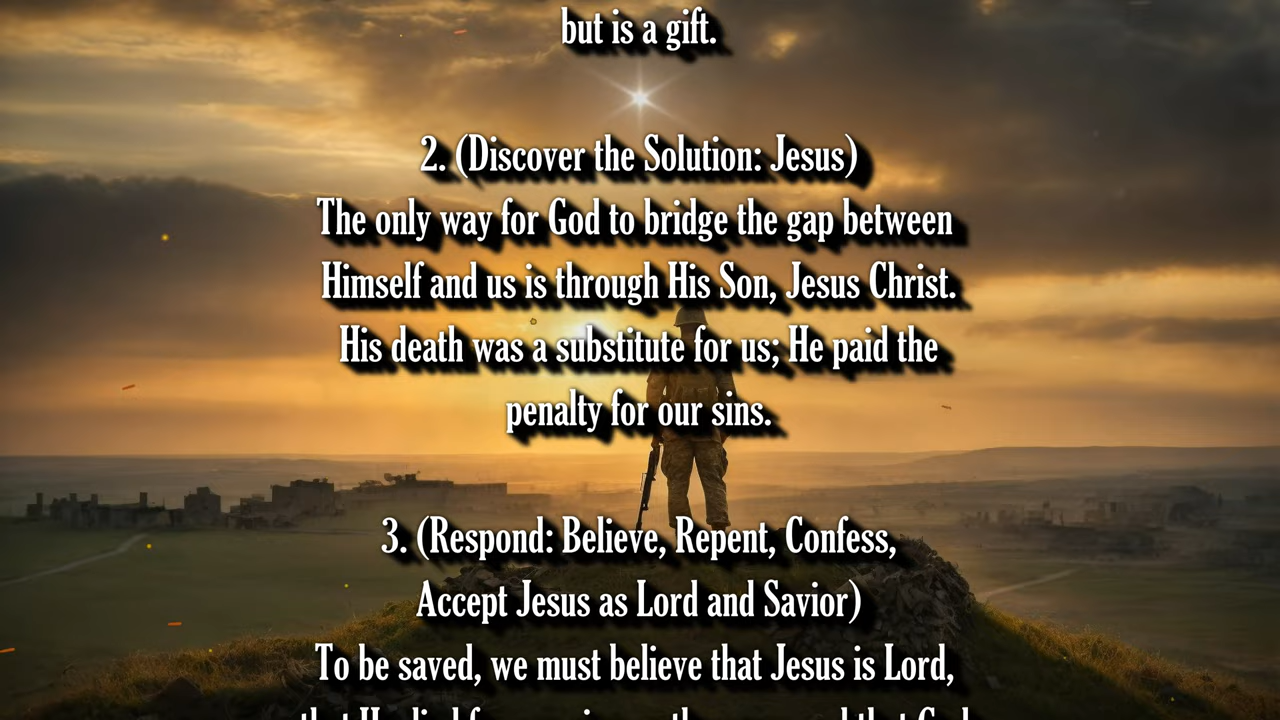 but is a gift.
2. (Discover the Solution: Jesus)
The only way for God to bridge the gap between
Himself and us is through His Son, Jesus Christ.
His death was a substitute for us; He paid the
penalty for our sins.
3. (Respond: Believe, Repent, Confess,
Accept Jesus as Lord and Savior)
To be saved, we must believe that Jesus is Lord,